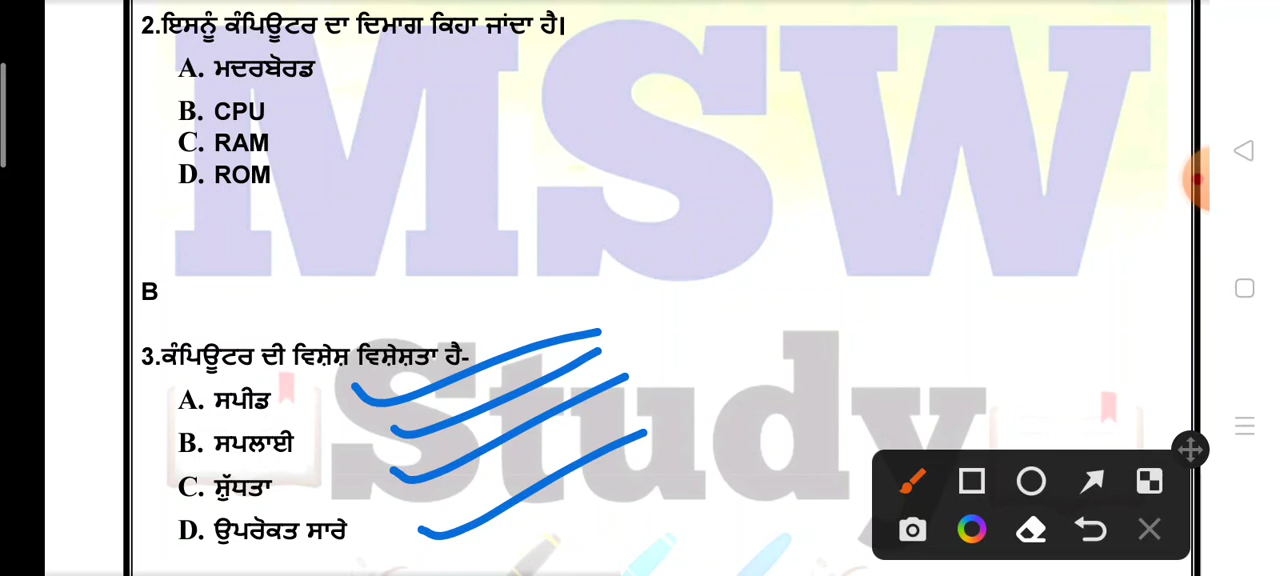 2.ਇਸਨੂੰ ਕੰਪਿਊਟਰ ਦਾ ਦਿਮਾਗ ਕਿਹਾ ਜਾਂਦਾ ਹੈ।
A. ਮਦਰਬੋਰਡ
B. CPU
C. RAM
D. ROM
MSW
B
3.ਕੰਪਿਊਟਰ ਦੀ ਵਿਸ਼ੇਸ਼ ਵਿਸ਼ੇਸ਼ਤਾ ਹੈ-
A. ਸਪੀਡ
B. ਸਪਲਾਈ
C. ਸ਼ੁੱਧਤਾ
D. ਉਪਰੋਕਤ ਸਾਰੇ
Study